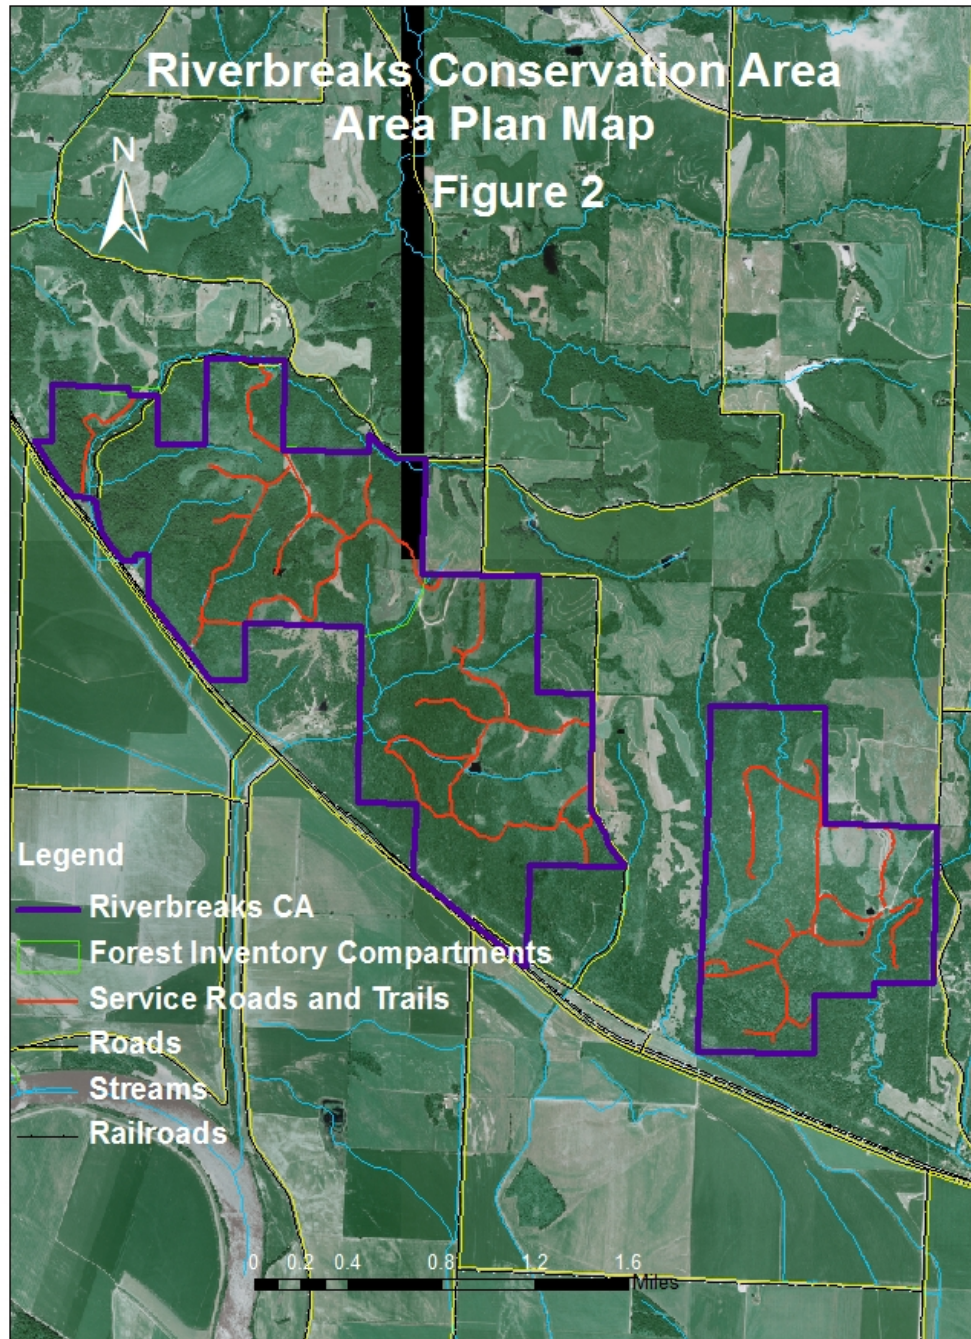 Riverbreaks Conservation Area
Area Plan Map
Figure 2
N
Legend
Riverbreaks CA
Forest Inventory Compartments
Service Roads and Trails
Roads
Streams
Railroads
0 0.2 0.4 0.8 1.2 1.6
Miles